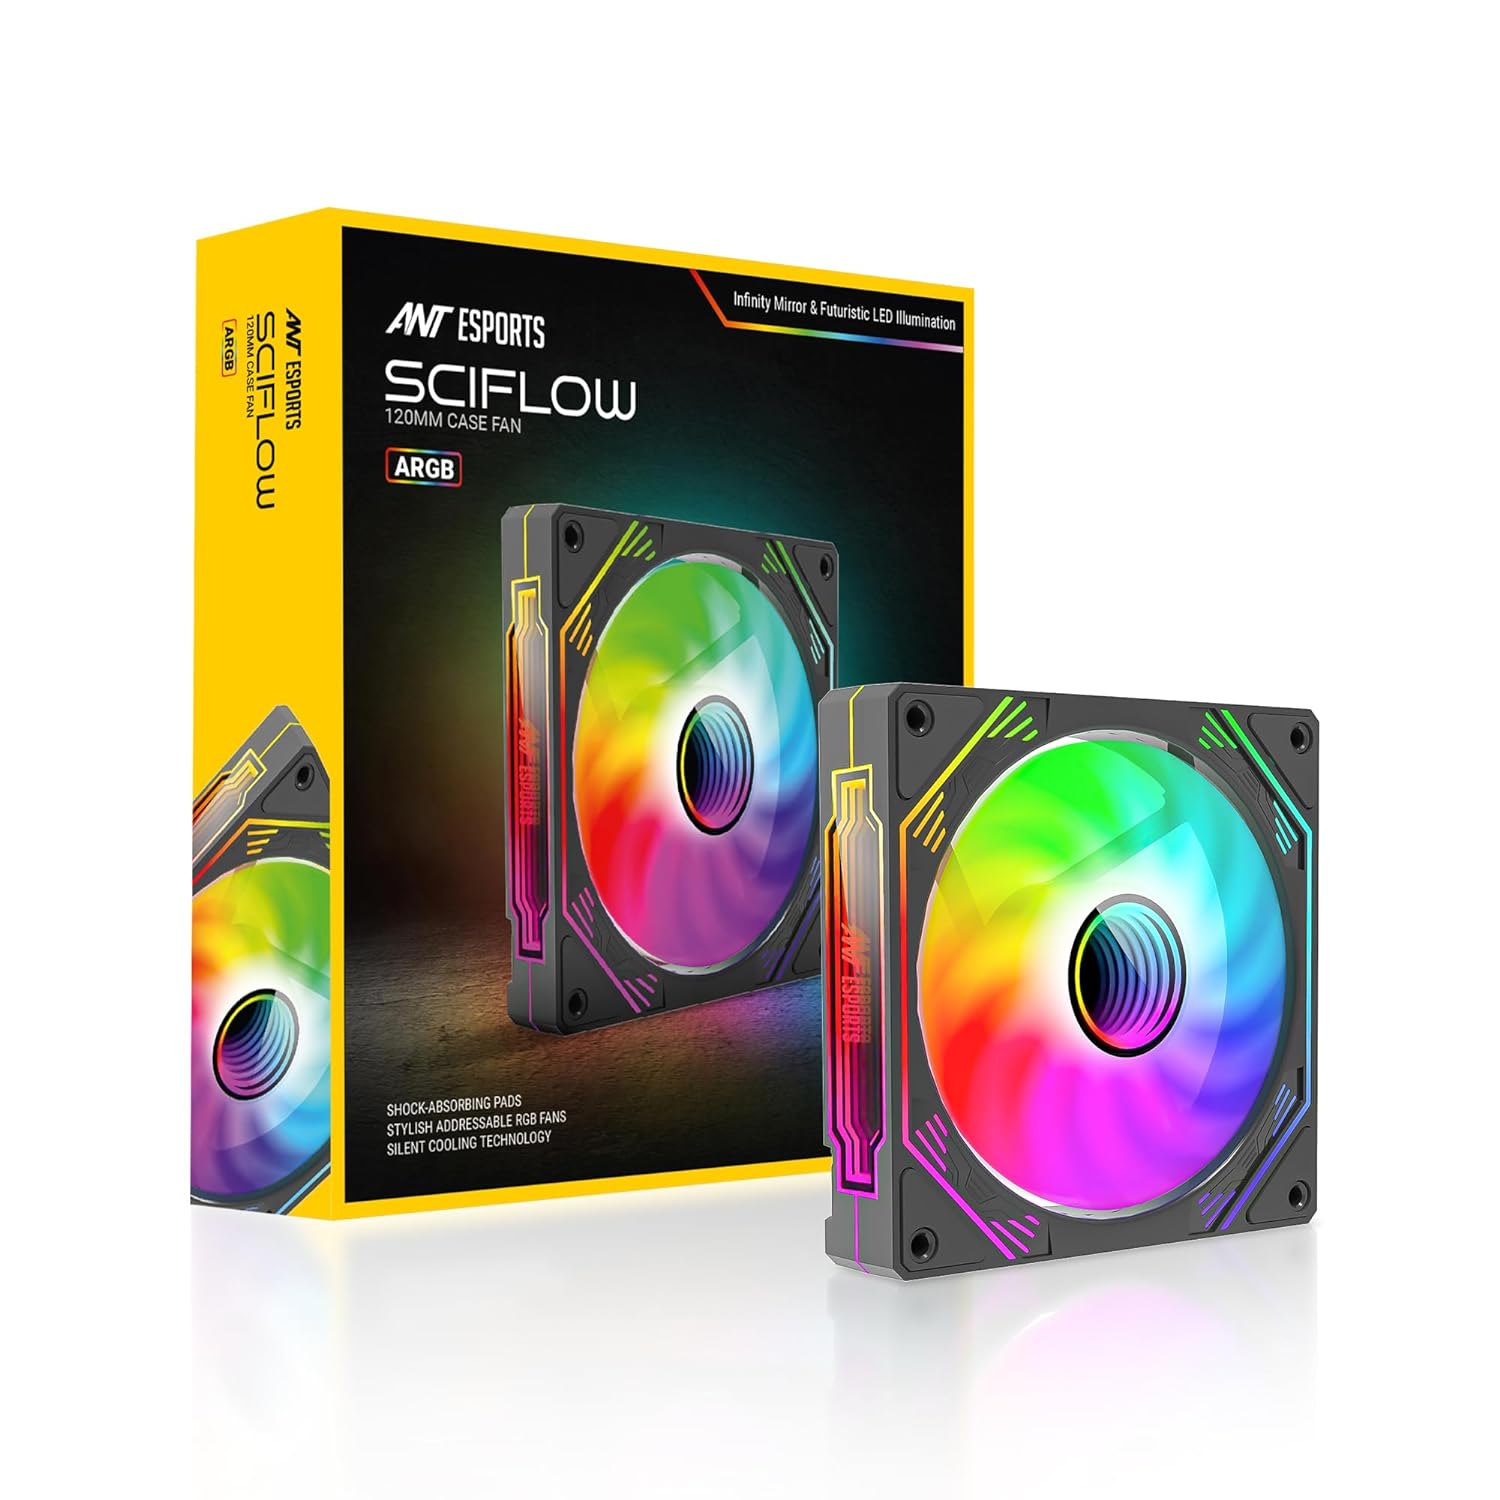 ANT ESPORTS
SCIFLOW
120MM CASE FAN
ARGB
Infinity Mirror & Futuristic LED Illumination
ANT ESPORTS
SCIFLOW
120MM CASE FAN
ARGB
ANT ESPORTS
SHOCK-ABSORBING PADS
STYLISH ADDRESSABLE RGB FANS
SILENT COOLING TECHNOLOGY
ANT ESPORTS